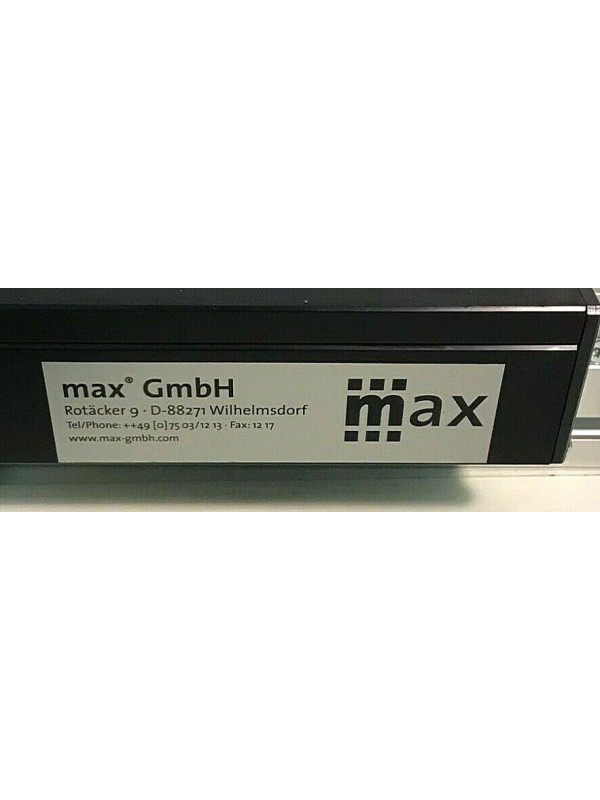 max® GmbH
Rotäcker 9 · D-88271 Wilhelmsdorf
Tel/Phone: ++49 [0]75 03/12 13 · Fax: 12 17
www.max-gmbh.com
max